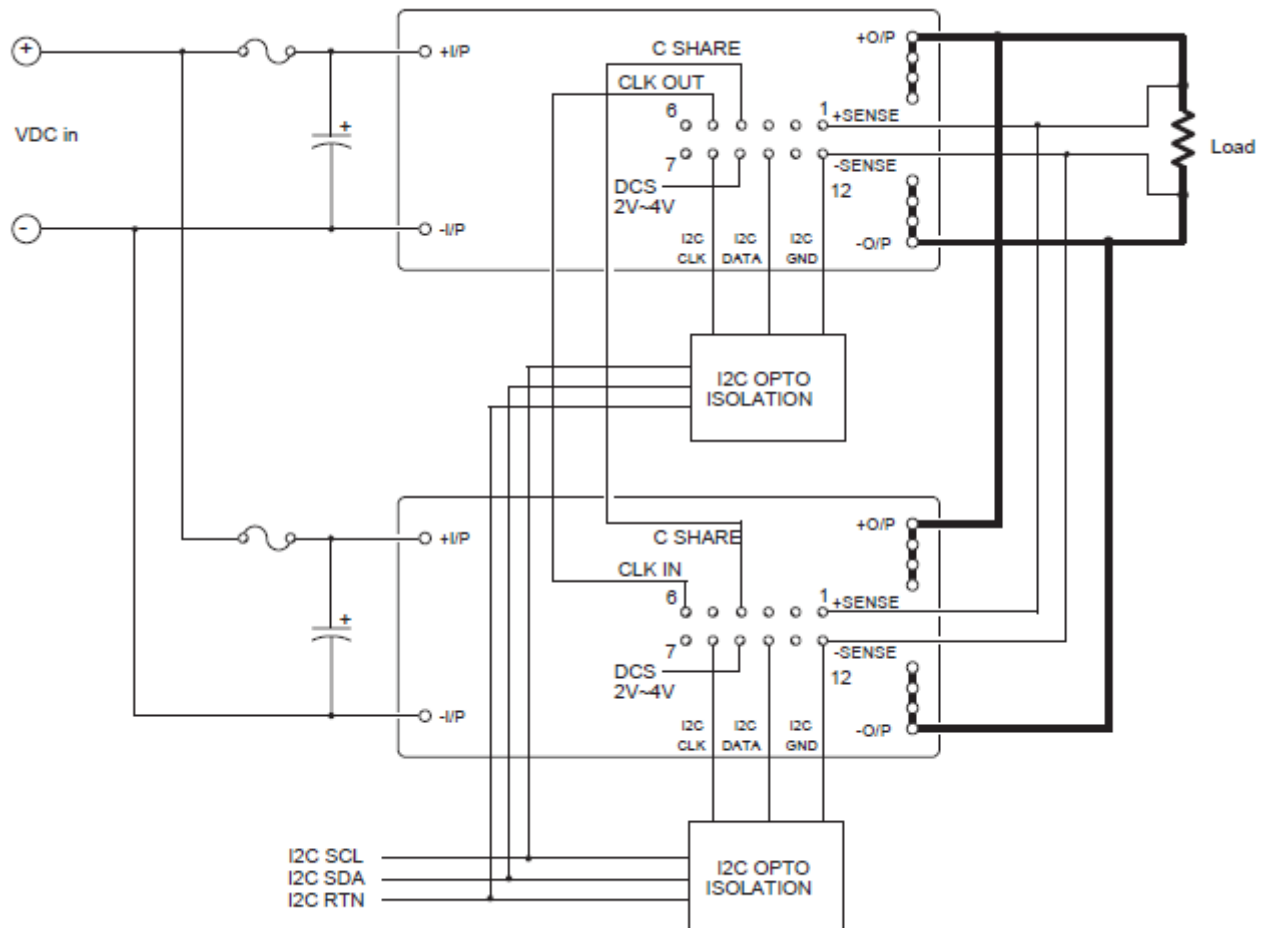 C SHARE
+O/P
+
+I/P
CLK OUT
6
1
+SENSE
VDC in
+
Load
7
-SENSE
DCS
12
2V~4V
-
-I/P
I2C
I2C
I2C
-O/P
CLK
DATA
GND
I2C OPTO
ISOLATION
+O/P
+I/P
C SHARE
CLK IN
6
1
+SENSE
+
7
-SENSE
DCS
12
2V~4V
-I/P
I2C
I2C
I2C
-O/P
CLK
DATA
GND
I2C SCL
I2C SDA
I2C RTN
I2C OPTO
ISOLATION